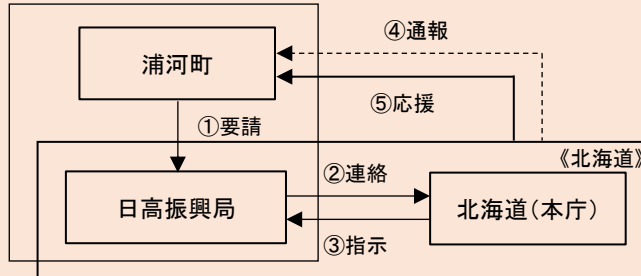 ④通報
浦河町
⑤応援
①要請
《北海道》
②連絡
日高振興局
北海道(本庁)
③指示